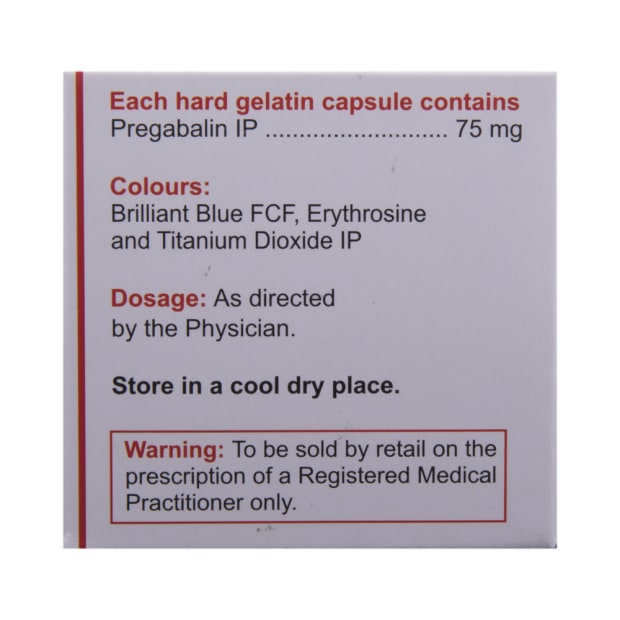 Each hard gelatin capsule contains
Pregabalin IP ........................... 75 mg
Colours:
Brilliant Blue FCF, Erythrosine
and Titanium Dioxide IP
Dosage: As directed
by the Physician.
Store in a cool dry place.
Warning: To be sold by retail on the
prescription of a Registered Medical
Practitioner only.